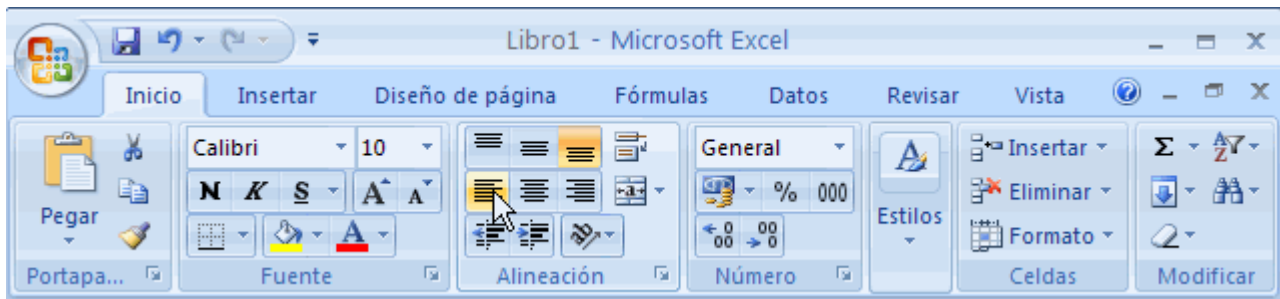 Libro1 - Microsoft Excel
Inicio Insertar Diseño de página Fórmulas Datos Revisar Vista
Calibri 10 General Insertar Σ
N K S A A % 000 Eliminar
Pegar Estilos
A Formato
Portapa... Fuente Alineación Número Celdas Modificar